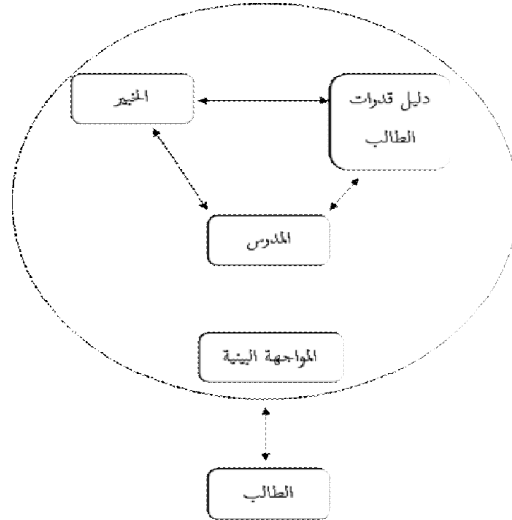 الخبير
دليل قدرات
الطالب
المدرس
المواجهة البينية
الطالب